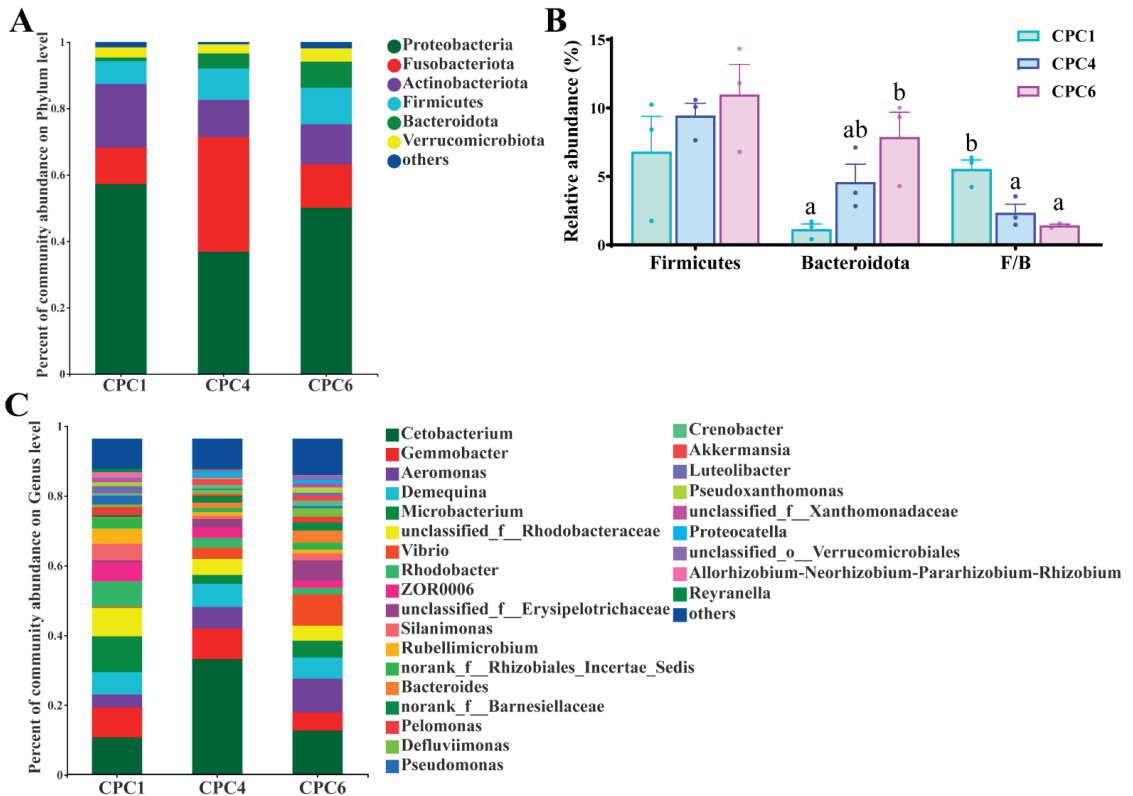 A
Percent of community abundance on Phylum level
1
0.8
0.6
0.4
0.2
0
CPC1
CPC4
CPC6
Proteobacteria
Fusobacteriota
Actinobacteriota
Firmicutes
Bacteroidota
Verrucomicrobiota
others
B
Relative abundance (%)
15
10
5
0
a
ab
b
b
a
a
Firmicutes
Bacteroidota
F/B
CPC1
CPC4
CPC6
C
Percent of community abundance on Genus level
1
0.8
0.6
0.4
0.2
0
CPC1
CPC4
CPC6
Cetobacterium
Gemmobacter
Aeromonas
Demequina
Microbacterium
unclassified_f__Rhodobacteraceae
Vibrio
Rhodobacter
ZOR0006
unclassified_f__Erysipelotrichaceae
Silanimonas
Rubellimicrobium
norank_f__Rhizobiales_Incertae_Sedis
Bacteroides
norank_f__Barnesiellaceae
Pelomonas
Defluviimonas
Pseudomonas
Crenobacter
Akkermansia
Luteolibacter
Pseudoxanthomonas
unclassified_f__Xanthomonadaceae
Proteocatella
unclassified_o__Verrucomicrobiales
Allorhizobium-Neorhizobium-Pararhizobium-Rhizobium
Reyranella
others